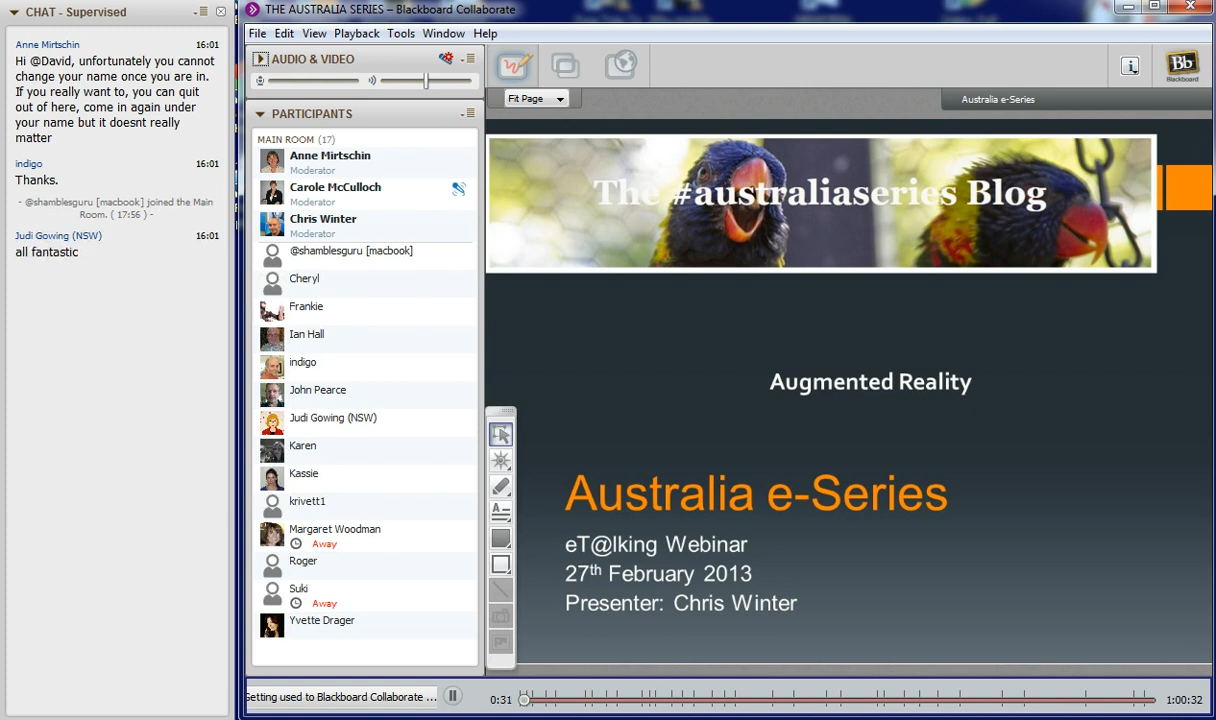 CHAT - Supervised
Anne Mirtschin 16:01
Hi @David, unfortunately you cannot
change your name once you are in.
If you really want to, you can quit
out of here, come in again under
your name but it doesnt really
matter
indigo 16:01
Thanks.
- @shamblesguru [macbook] joined the Main
Room. ( 17:56 ) -
Judi Gowing (NSW) 16:01
all fantastic
THE AUSTRALIA SERIES – Blackboard Collaborate
File Edit View Playback Tools Window Help
AUDIO & VIDEO
PARTICIPANTS
MAIN ROOM (17)
Anne Mirtschin
Moderator
Carole McCulloch
Moderator
Chris Winter
Moderator
@shamblesguru [macbook]
Cheryl
Frankie
Ian Hall
indigo
John Pearce
Judi Gowing (NSW)
Karen
Kassie
krivett1
Margaret Woodman
Away
Roger
Suki
Away
Yvette Drager
Bb
Blackboard
Fit Page
Australia e-Series
The #australiaseries Blog
Augmented Reality
Australia e-Series
eT@lking Webinar
27th February 2013
Presenter: Chris Winter
Getting used to Blackboard Collaborate ...
0:31
1:00:32